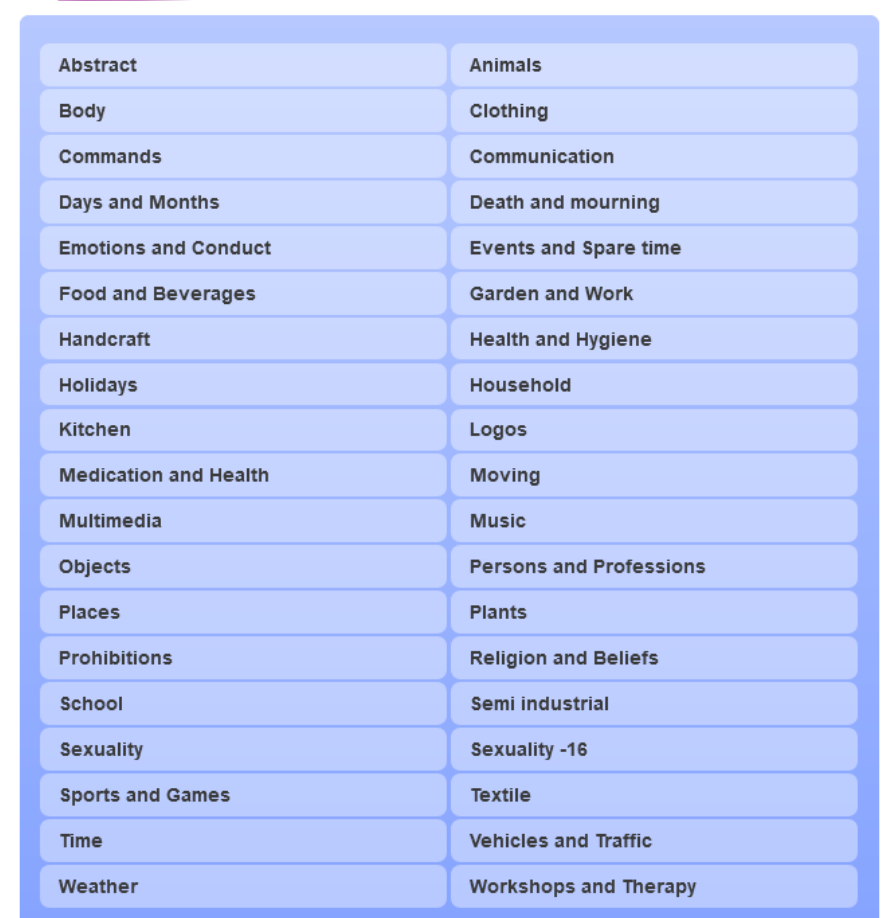 Abstract
Animals
Body
Clothing
Commands
Communication
Days and Months
Death and mourning
Emotions and Conduct
Events and Spare time
Food and Beverages
Garden and Work
Handcraft
Health and Hygiene
Holidays
Household
Kitchen
Logos
Medication and Health
Moving
Multimedia
Music
Objects
Persons and Professions
Places
Plants
Prohibitions
Religion and Beliefs
School
Semi industrial
Sexuality
Sexuality -16
Sports and Games
Textile
Time
Vehicles and Traffic
Weather
Workshops and Therapy